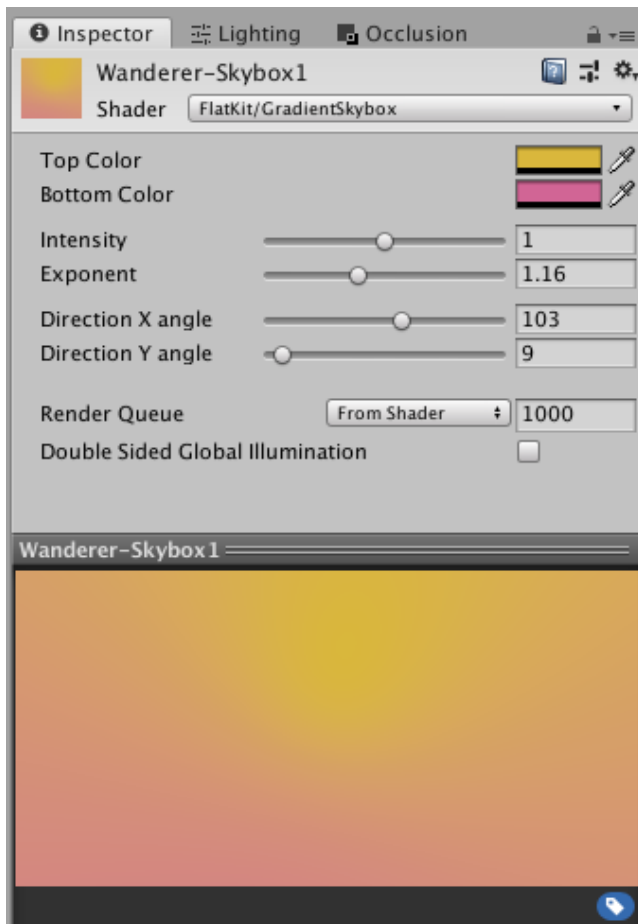 Inspector Lighting Occlusion
Wanderer-Skybox1
Shader FlatKit/GradientSkybox
Top Color
Bottom Color
Intensity 1
Exponent 1.16
Direction X angle 103
Direction Y angle 9
Render Queue From Shader 1000
Double Sided Global Illumination
Wanderer-Skybox1